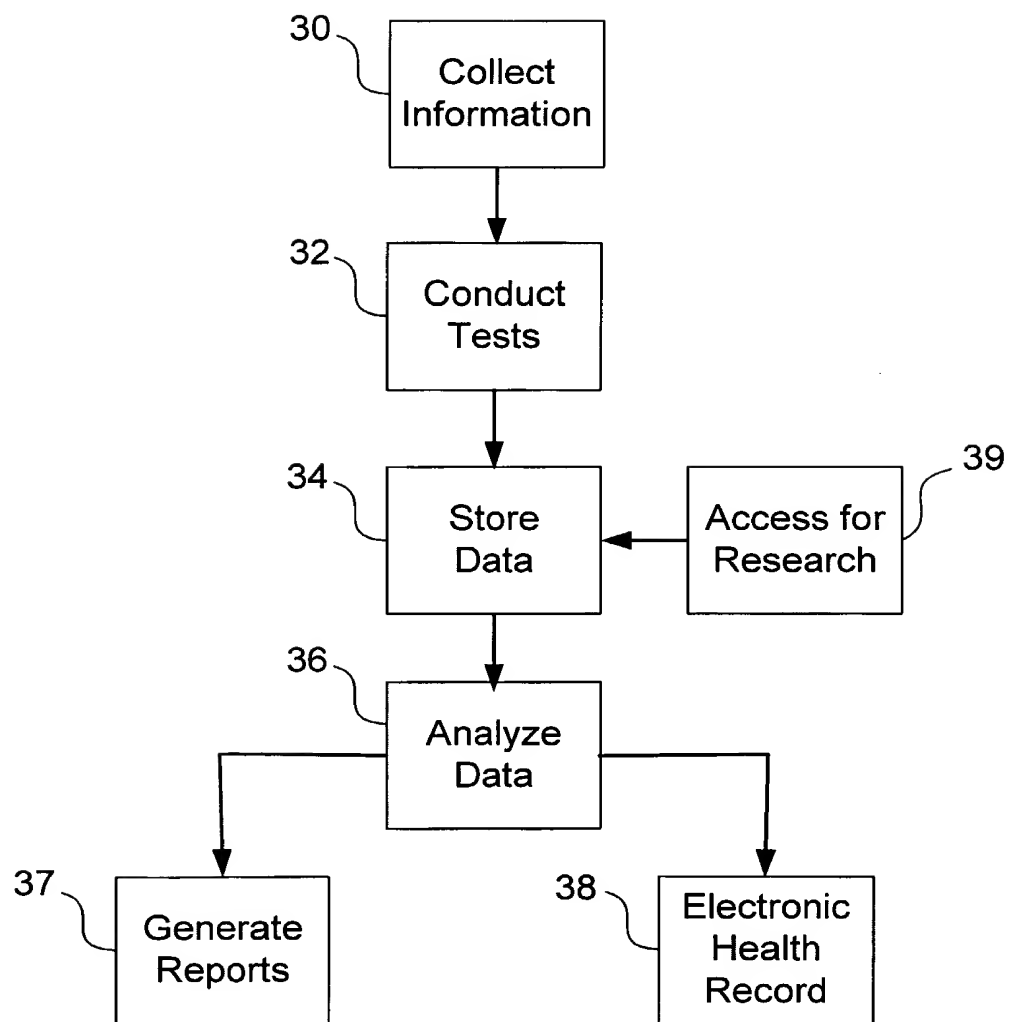 30
Collect
Information
32
Conduct
Tests
34
Store
Data
39
Access for
Research
36
Analyze
Data
37
Generate
Reports
38
Electronic
Health
Record